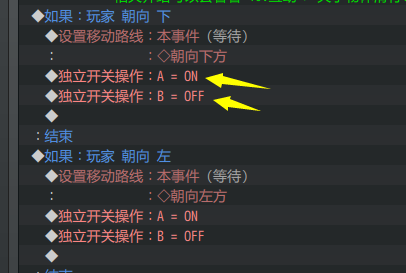 ◆如果：玩家 朝向 下
◆设置移动路线：本事件 (等待)
：　　　　　　：◇朝向下方
◆独立开关操作：A = ON
◆独立开关操作：B = OFF
◆
：结束
◆如果：玩家 朝向 左
◆设置移动路线：本事件 (等待)
：　　　　　　：◇朝向左方
◆独立开关操作：A = ON
◆独立开关操作：B = OFF
◆